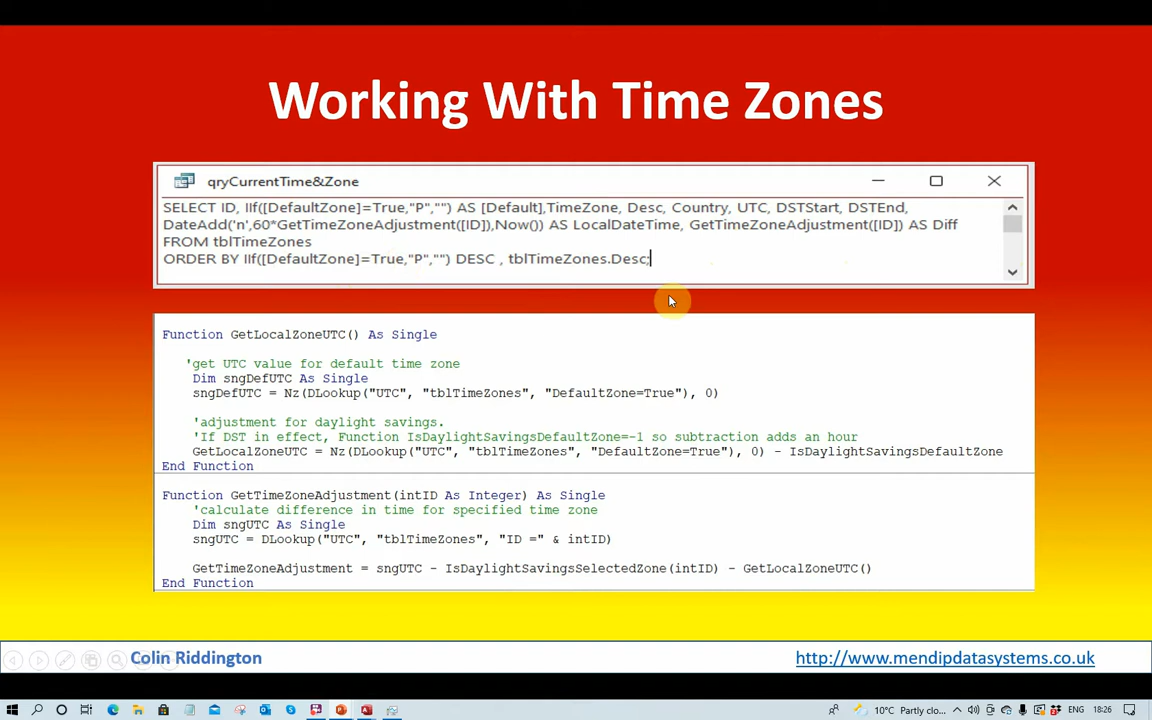 Working With Time Zones
qryCurrentTime&Zone
SELECT ID, IIf([DefaultZone]=True,"P","") AS [Default],TimeZone, Desc, Country, UTC, DSTStart, DSTEnd,
DateAdd('n',60*GetTimeZoneAdjustment([ID]),Now()) AS LocalDateTime, GetTimeZoneAdjustment([ID]) AS Diff
FROM tblTimeZones
ORDER BY IIf([DefaultZone]=True,"P","") DESC , tblTimeZones.Desc;
Function GetLocalZoneUTC() As Single
'get UTC value for default time zone
Dim sngDefUTC As Single
sngDefUTC = Nz(DLookup("UTC", "tblTimeZones", "DefaultZone=True"), 0)
'adjustment for daylight savings.
'If DST in effect, Function IsDaylightSavingsDefaultZone=-1 so subtraction adds an hour
GetLocalZoneUTC = Nz(DLookup("UTC", "tblTimeZones", "DefaultZone=True"), 0) - IsDaylightSavingsDefaultZone
End Function
Function GetTimeZoneAdjustment(intID As Integer) As Single
'calculate difference in time for specified time zone
Dim sngUTC As Single
sngUTC = DLookup("UTC", "tblTimeZones", "ID =" & intID)
GetTimeZoneAdjustment = sngUTC - IsDaylightSavingsSelectedZone(intID) - GetLocalZoneUTC()
End Function
Colin Riddington
http://www.mendipdatasystems.co.uk
10°C Partly clo...
ENG
18:26